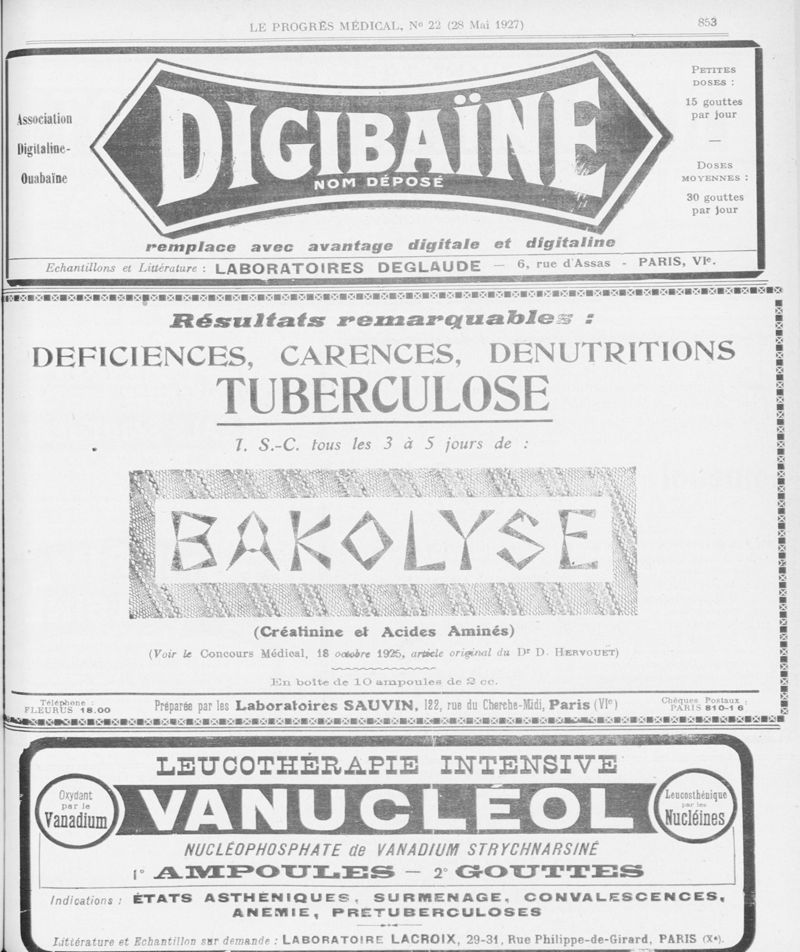 LE PROGRÈS MÉDICAL, No 22 (28 Mai 1927)
853
Association
Digitaline-
Ouabaïne
DIGIBAÏNE
NOM DÉPOSÉ
PETITES
DOSES :
15 gouttes
par jour
—
DOSES
MOYENNES :
30 gouttes
par jour
remplace avec avantage digitale et digitaline
Echantillons et Littérature : LABORATOIRES DEGLAUDE — 6, rue d'Assas - PARIS, VIe.
Résultats remarquables :
DEFICIENCES, CARENCES, DENUTRITIONS
TUBERCULOSE
I. S.-C. tous les 3 à 5 jours de :
BAKOLYSE
(Créatinine et Acides Aminés)
(Voir le Concours Médical, 18 octobre 1925, article original du Dr D. HERVOUET)
En boîte de 10 ampoules de 2 cc.
Téléphone :
FLEURUS 18.00
Préparée par les Laboratoires SAUVIN, 122, rue du Cherche-Midi, Paris (VIe)
Chèques Postaux :
PARIS 810-16
LEUCOTHÉRAPIE INTENSIVE
Oxydant
par le
Vanadium
VANUCLÉOL
Leucosthénique
par les
Nucléines
NUCLÉOPHOSPHATE de VANADIUM STRYCHNARSINÉ
1° AMPOULES — 2° GOUTTES
Indications : ÉTATS ASTHÉNIQUES, SURMENAGE, CONVALESCENCES,
ANÉMIE, PRÉTUBERCULOSES
Littérature et Echantillon sur demande : LABORATOIRE LACROIX, 29-31, Rue Philippe-de-Girard, PARIS (Xe).